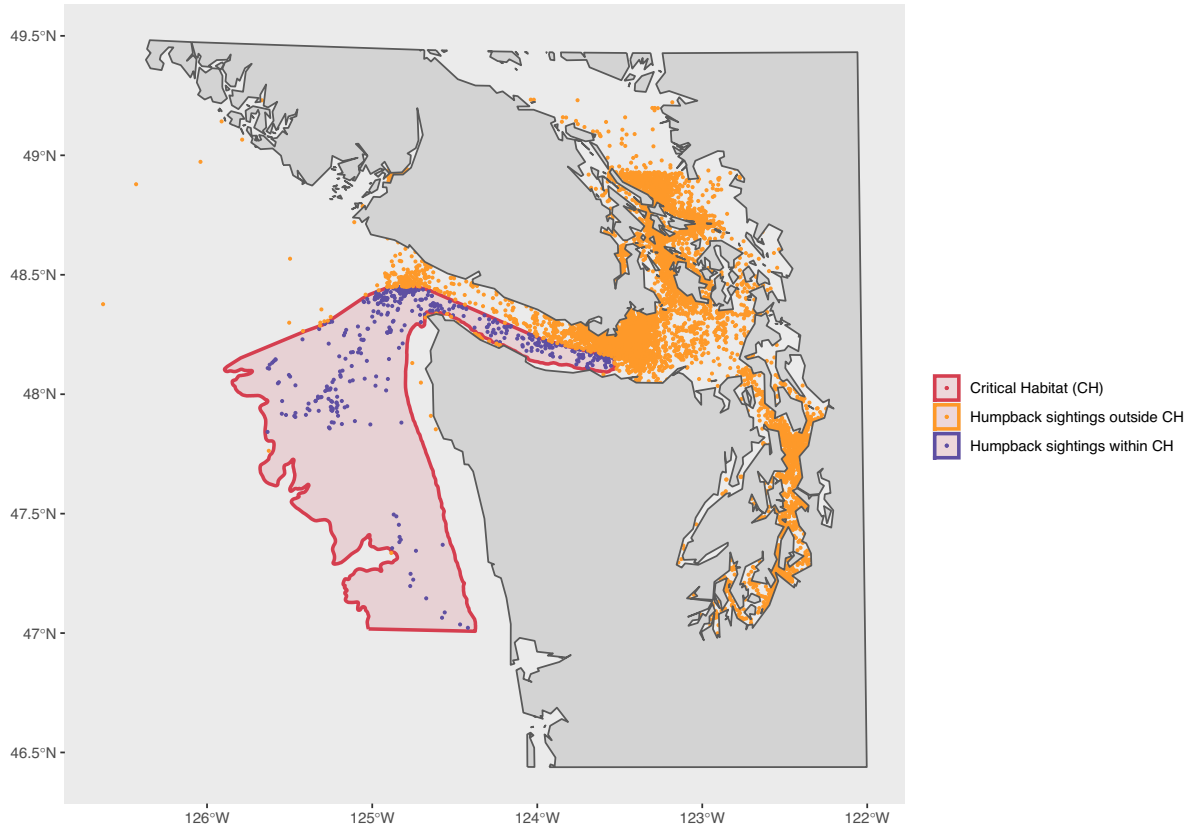 49.5°N
49°N
48.5°N
48°N
47.5°N
47°N
46.5°N
126°W
125°W
124°W
123°W
122°W
Critical Habitat (CH)
Humpback sightings outside CH
Humpback sightings within CH